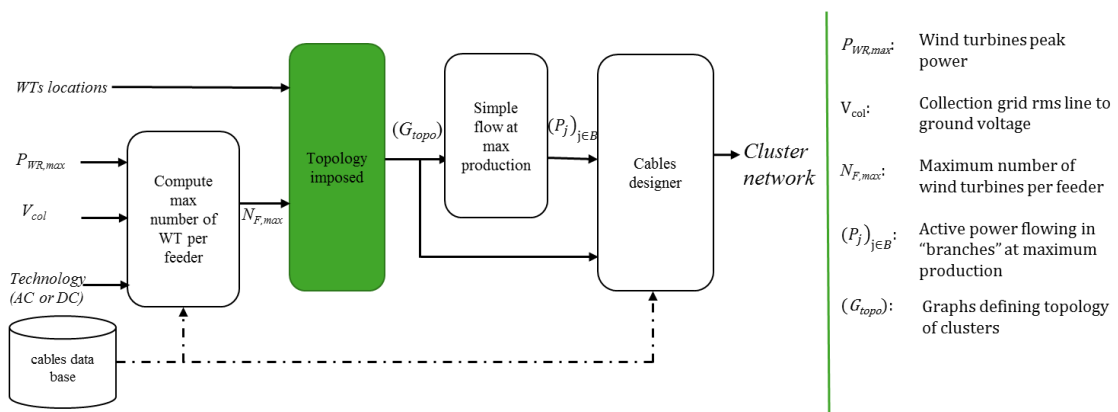 WTs locations
P_WR,max
V_col
Technology
(AC or DC)
cables data
base
Compute
max
number of
WT per
feeder
N_F,max
Topology
imposed
(G_topo)
Simple
flow at
max
production
(P_j)_j∈B
Cables
designer
Cluster
network
P_WR,max: Wind turbines peak
power
V_col: Collection grid rms line to
ground voltage
N_F,max: Maximum number of
wind turbines per feeder
(P_j)_j∈B: Active power flowing in
“branches” at maximum
production
(G_topo): Graphs defining topology
of clusters